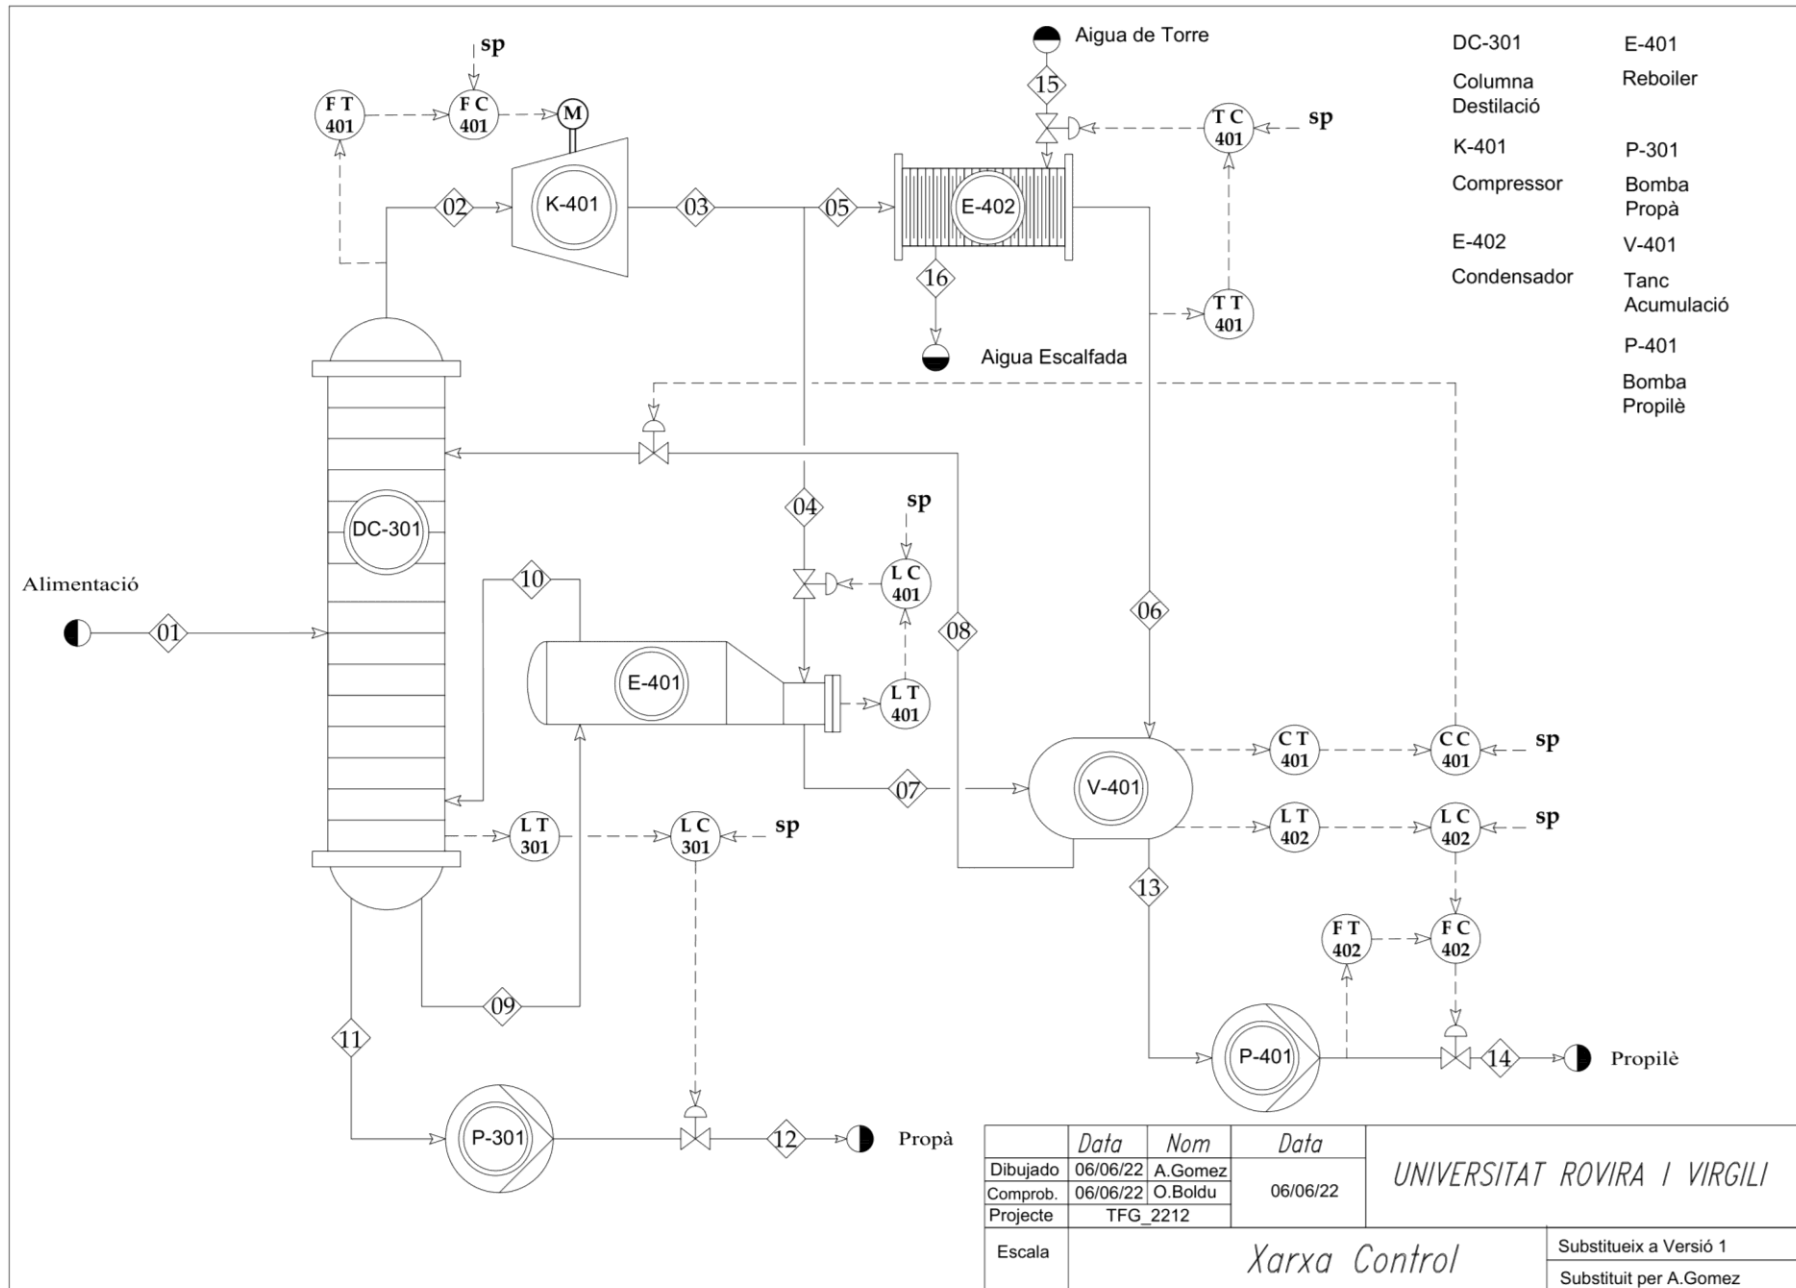 sp
Aigua de Torre
F T
401
F C
401
M
15
T C
401
sp
02
K-401
03
05
E-402
16
T T
401
Aigua Escalfada
DC-301
Columna
Destilació
K-401
Compressor
E-402
Condensador
E-401
Reboiler
P-301
Bomba
Propà
V-401
Tanc
Acumulació
P-401
Bomba
Propilè
DC-301
04
sp
L C
401
Alimentació
01
10
E-401
L T
401
08
06
07
V-401
C T
401
C C
401
sp
L T
402
L C
402
sp
L T
301
L C
301
sp
13
F T
402
F C
402
09
11
P-401
14
Propilè
P-301
12
Propà
Data
Nom
Data
Dibujado
06/06/22
A.Gomez
Comprob.
06/06/22
O.Boldu
06/06/22
Projecte
TFG_2212
UNIVERSITAT ROVIRA I VIRGILI
Escala
Xarxa Control
Substitueix a Versió 1
Substituit per A.Gomez